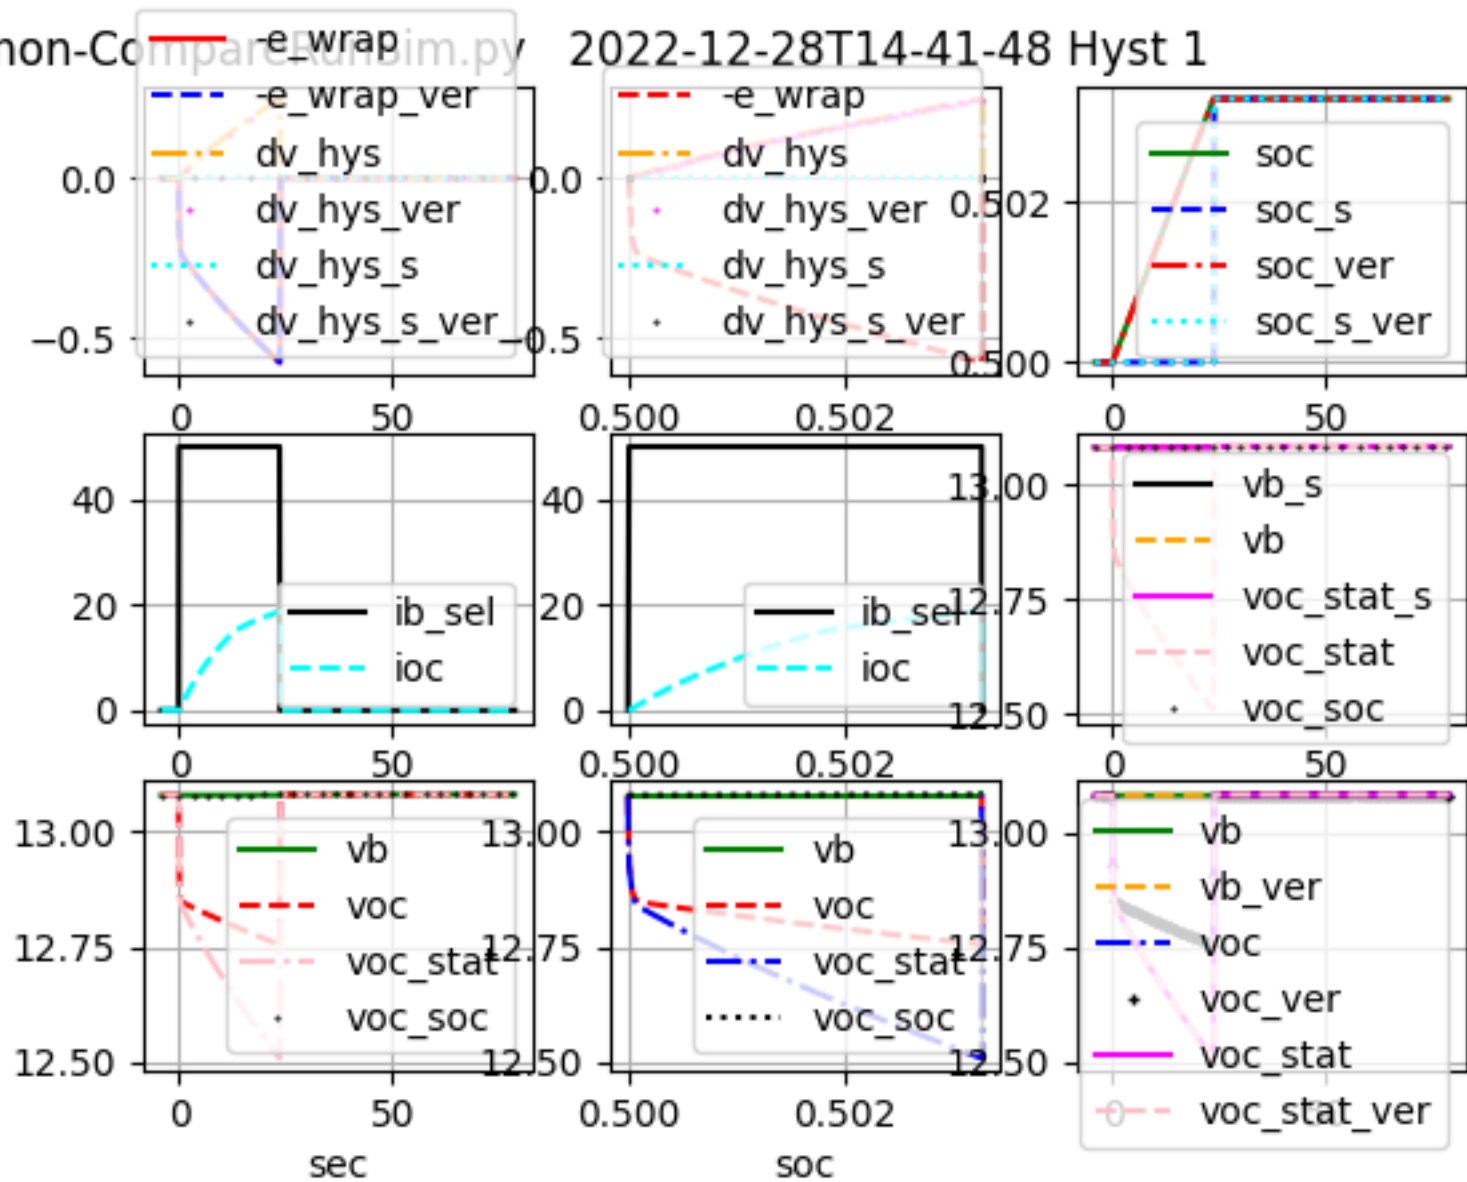 mon-CompareRunSim.py 2022-12-28T14-41-48 Hyst 1
-e_wrap
-e_wrap_ver
dv_hys
dv_hys_ver
dv_hys_s
dv_hys_s_ver
0.0
−0.5
0 50
-e_wrap
dv_hys
dv_hys_ver
dv_hys_s
dv_hys_s_ver
0.0
−0.5
0.500 0.502
soc
soc_s
soc_ver
soc_s_ver
0.502
0.500
0 50
40
20
0
ib_sel
ioc
0 50
40
20
0
ib_sel
ioc
0.500 0.502
13.00
12.75
12.50
vb_s
vb
voc_stat_s
voc_stat
voc_soc
0 50
13.00
12.75
12.50
vb
voc
voc_stat
voc_soc
0 50
sec
13.00
12.75
12.50
vb
voc
voc_stat
voc_soc
0.500 0.502
soc
13.00
12.75
12.50
vb
vb_ver
voc
voc_ver
voc_stat
voc_stat_ver
0 50